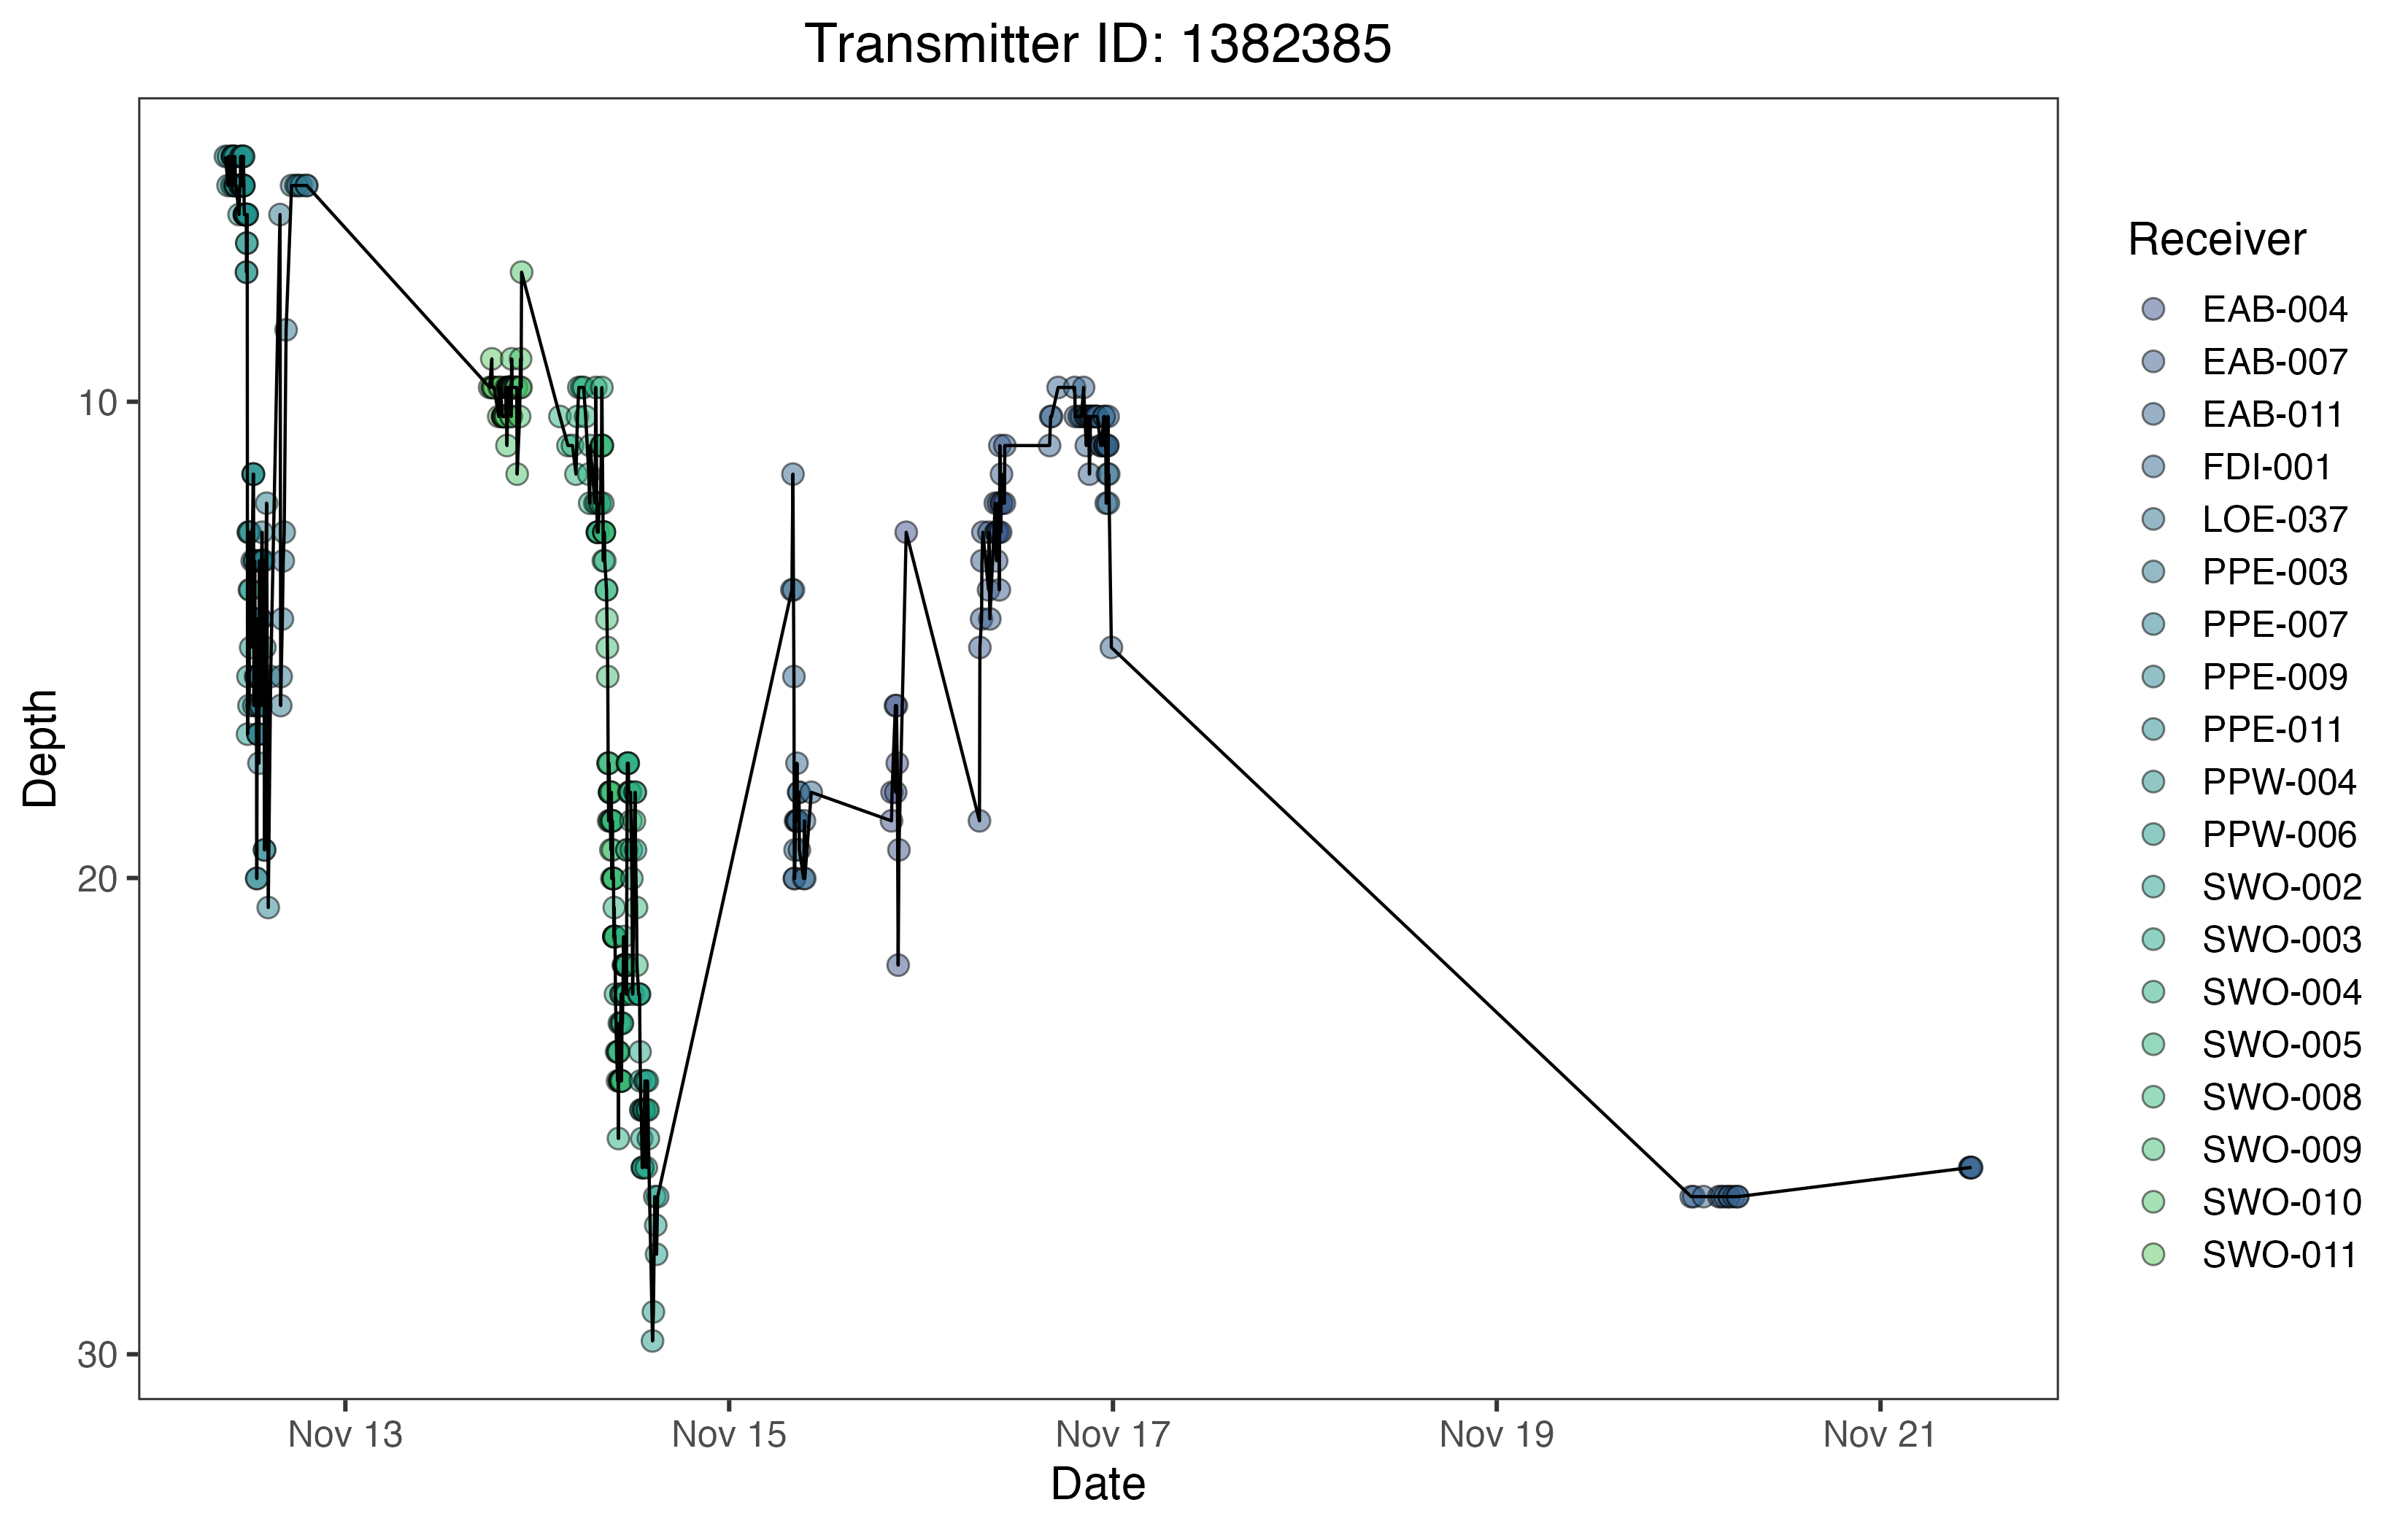 Transmitter ID: 1382385
Depth
10
20
30
Nov 13
Nov 15
Nov 17
Nov 19
Nov 21
Date
Receiver
EAB-004
EAB-007
EAB-011
FDI-001
LOE-037
PPE-003
PPE-007
PPE-009
PPE-011
PPW-004
PPW-006
SWO-002
SWO-003
SWO-004
SWO-005
SWO-008
SWO-009
SWO-010
SWO-011